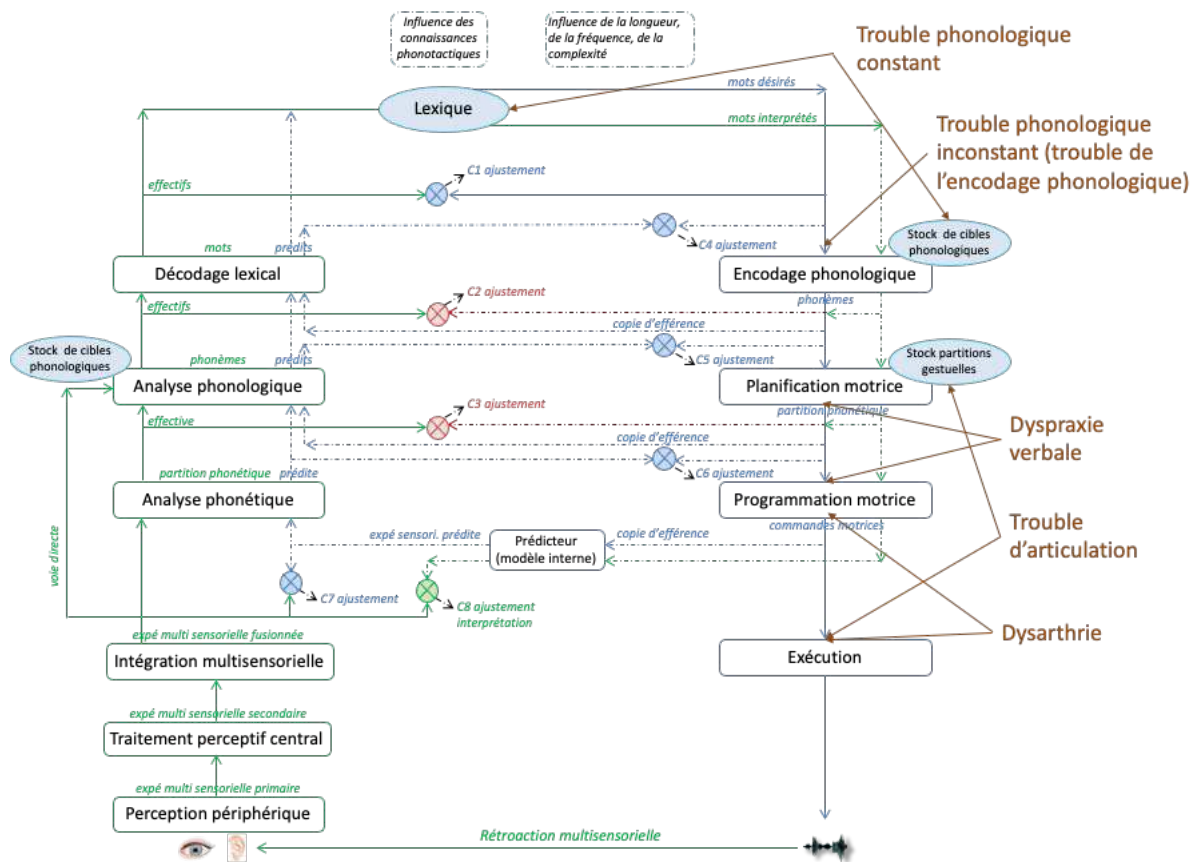 Influence des
connaissances
phonotactiques
Influence de la longueur,
de la fréquence, de la
complexité
Trouble phonologique
constant
mots désirés
Lexique
mots interprétés
Trouble phonologique
inconstant (trouble de
l'encodage phonologique)
C1 ajustement
effectifs
Stock de cibles
phonologiques
mots
prédits
C4 ajustement
Décodage lexical
Encodage phonologique
C2 ajustement
phonèmes
effectifs
copie d'efférence
Stock de cibles
phonologiques
phonèmes
prédits
C5 ajustement
Stock partitions
gestuelles
Analyse phonologique
Planification motrice
C3 ajustement
partition phonétique
effective
copie d'efférence
Dyspraxie
verbale
partition phonétique
prédite
C6 ajustement
Analyse phonétique
Programmation motrice
commandes motrices
expé sensori. prédite
Prédicteur
(modèle interne)
copie d'efférence
Trouble
d'articulation
voie directe
C7 ajustement
C8 ajustement
interprétation
expé multi sensorielle fusionnée
Intégration multisensorielle
Exécution
Dysarthrie
expé multi sensorielle secondaire
Traitement perceptif central
expé multi sensorielle primaire
Perception périphérique
Rétroaction multisensorielle